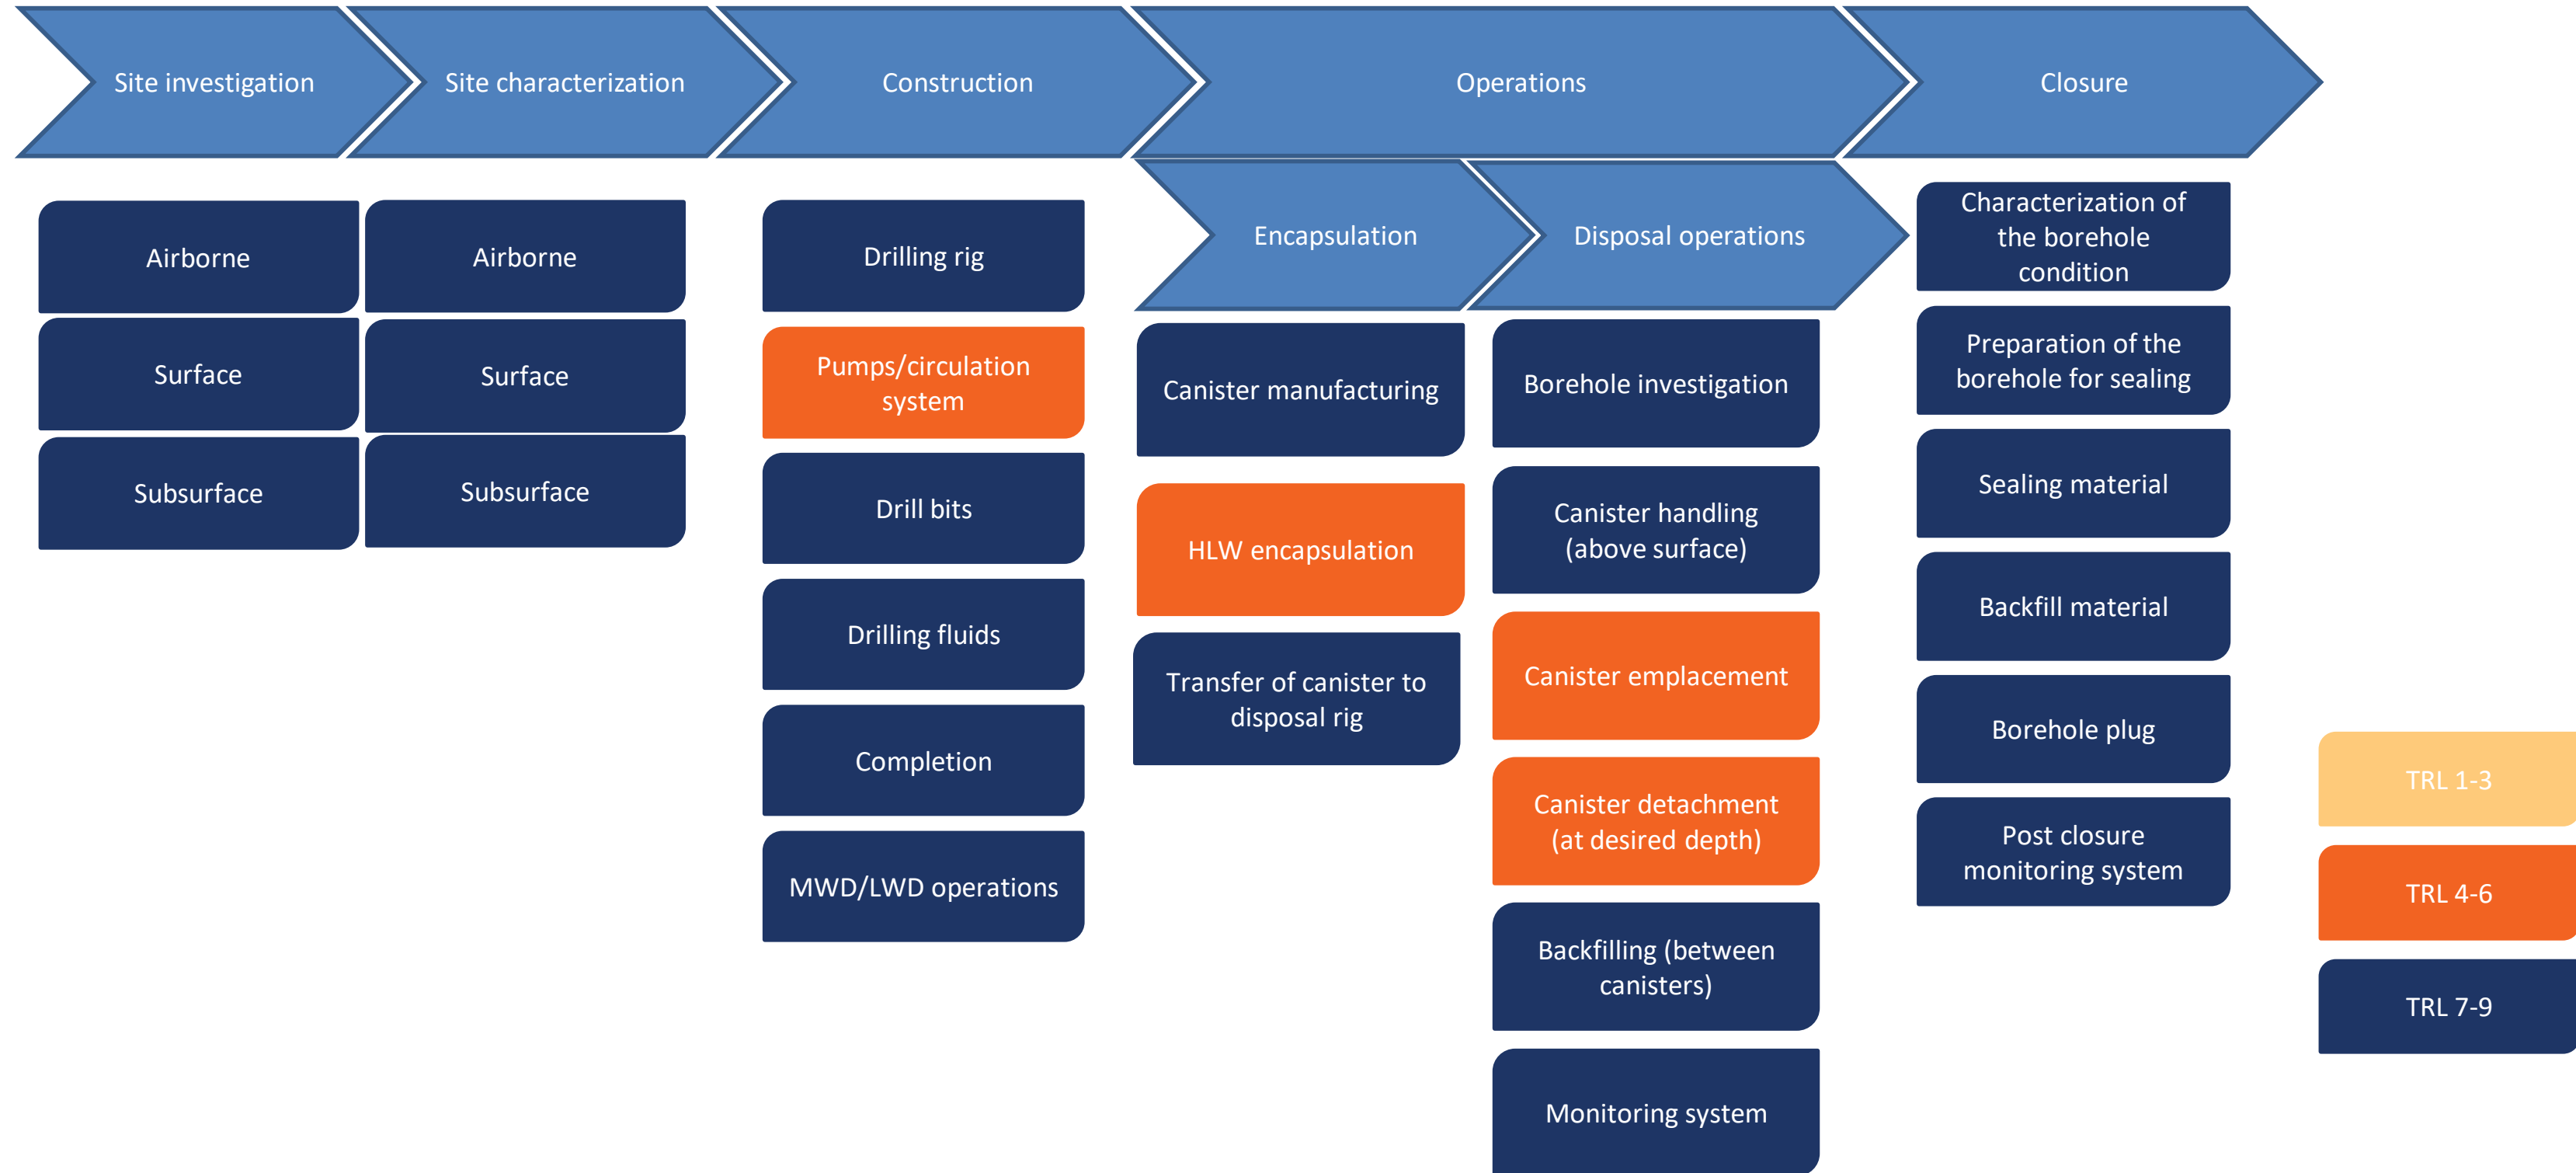 Site investigation
Site characterization
Construction
Operations
Closure
Encapsulation
Disposal operations
Airborne
Surface
Subsurface
Airborne
Surface
Subsurface
Drilling rig
Pumps/circulation
system
Drill bits
Drilling fluids
Completion
MWD/LWD operations
Canister manufacturing
HLW encapsulation
Transfer of canister to
disposal rig
Borehole investigation
Canister handling
(above surface)
Canister emplacement
Canister detachment
(at desired depth)
Backfilling (between
canisters)
Monitoring system
Characterization of
the borehole
condition
Preparation of the
borehole for sealing
Sealing material
Backfill material
Borehole plug
Post closure
monitoring system
TRL 1-3
TRL 4-6
TRL 7-9